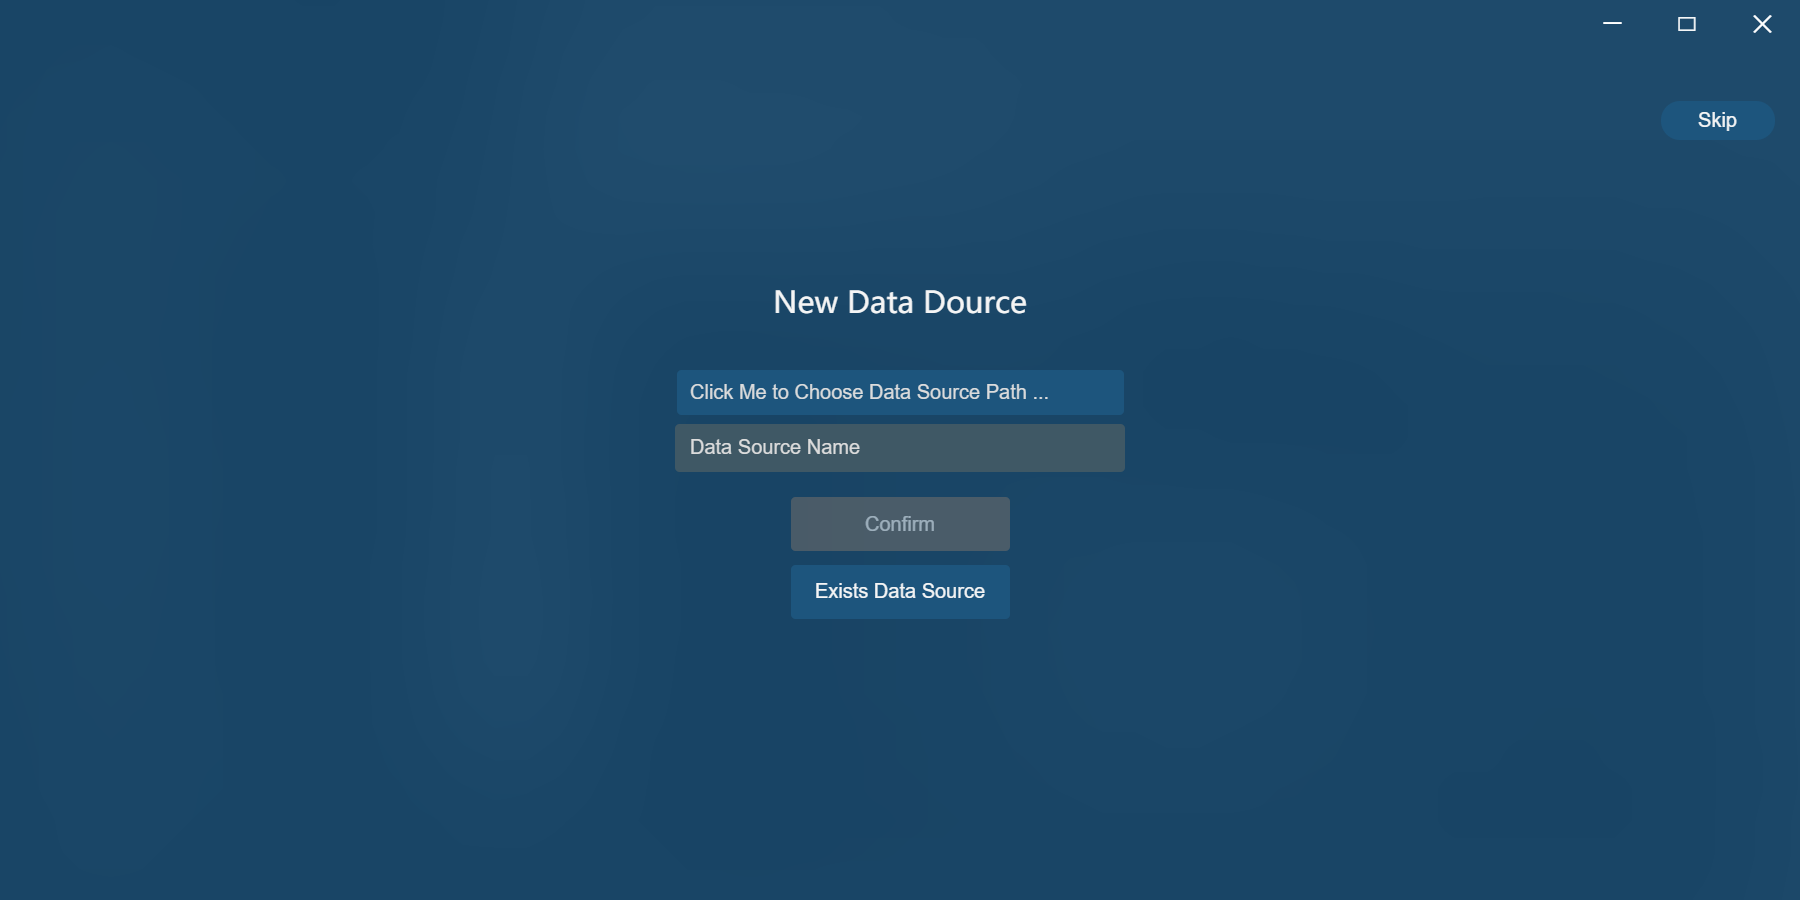 Skip
New Data Dource
Click Me to Choose Data Source Path ...
Data Source Name
Confirm
Exists Data Source